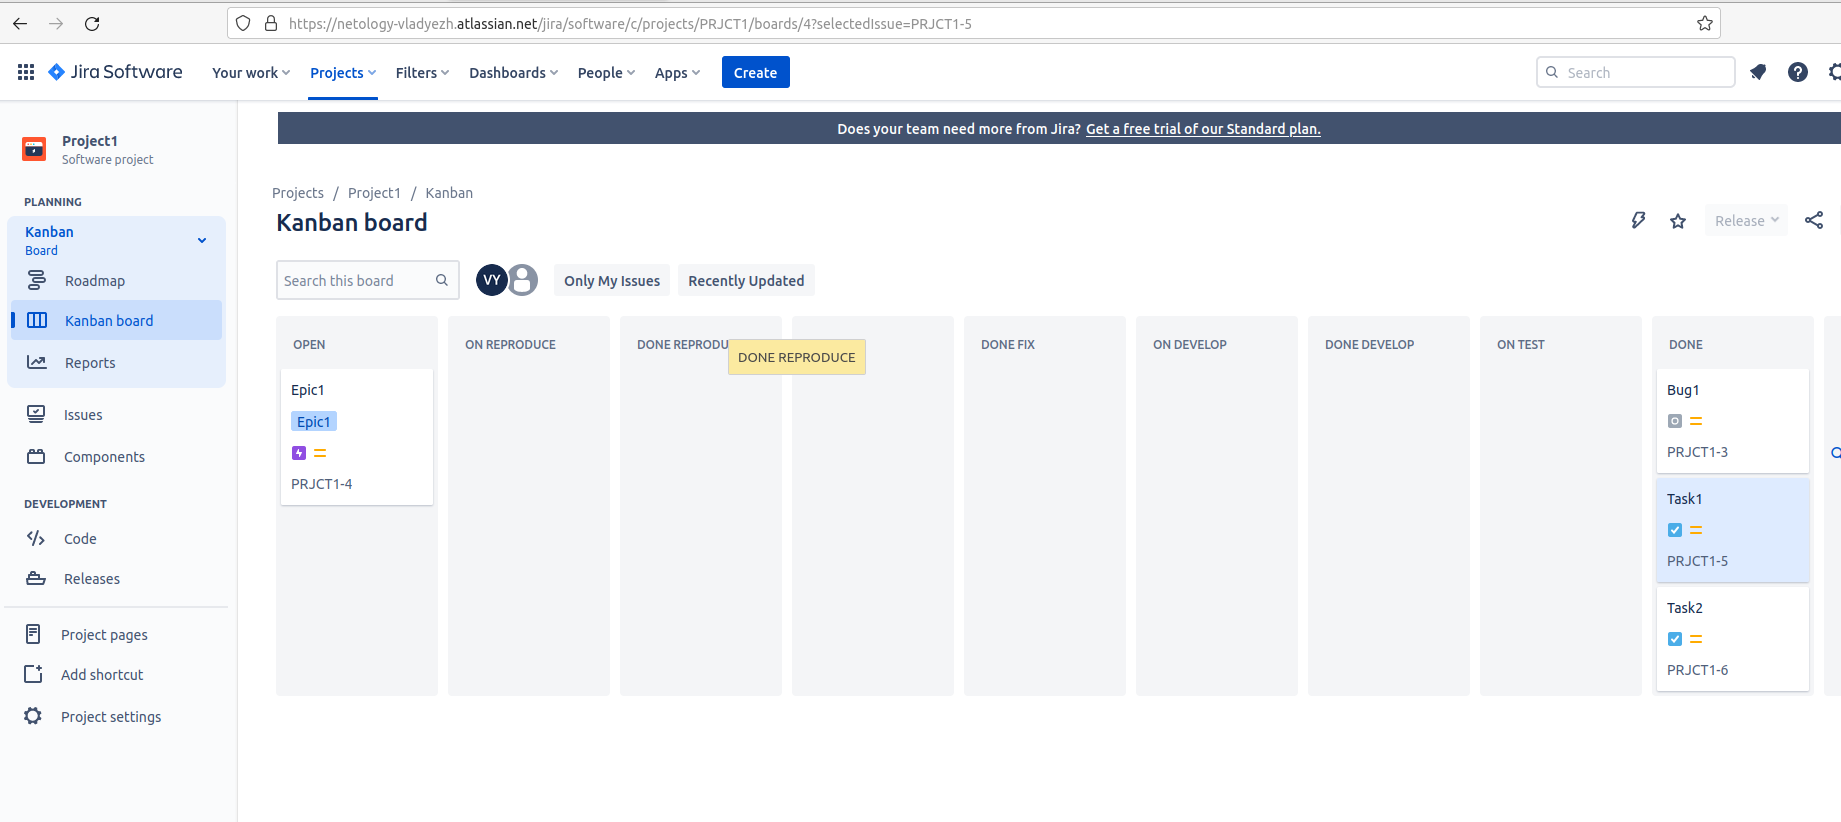 https://netology-vladyezh.atlassian.net/jira/software/c/projects/PRJCT1/boards/4?selectedIssue=PRJCT1-5
Jira Software
Your work
Projects
Filters
Dashboards
People
Apps
Create
Search
Project1
Software project
Does your team need more from Jira? Get a free trial of our Standard plan.
PLANNING
Kanban
Board
Roadmap
Kanban board
Reports
Issues
Components
DEVELOPMENT
Code
Releases
Project pages
Add shortcut
Project settings
Projects / Project1 / Kanban
Kanban board
Release
Search this board
VY
Only My Issues
Recently Updated
OPEN
ON REPRODUCE
DONE REPRODU
DONE REPRODUCE
DONE FIX
ON DEVELOP
DONE DEVELOP
ON TEST
DONE
Epic1
Epic1
PRJCT1-4
Bug1
PRJCT1-3
Task1
PRJCT1-5
Task2
PRJCT1-6